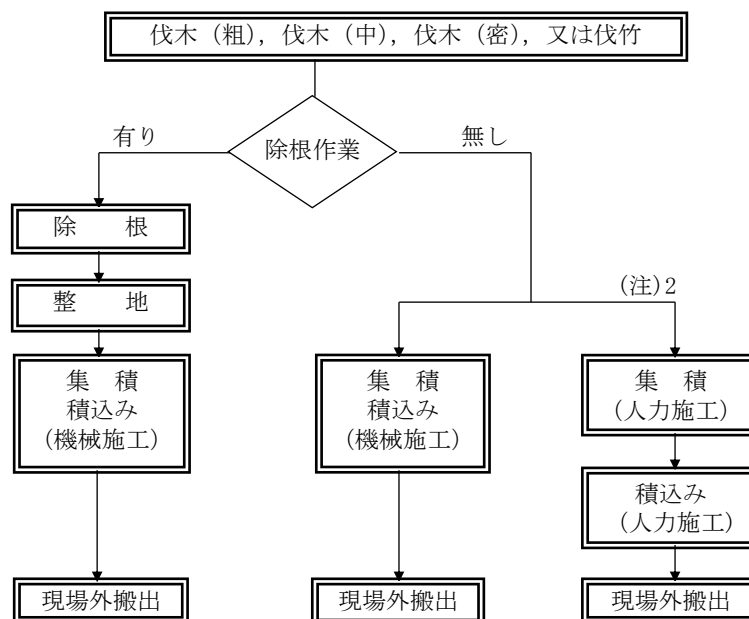 伐木（粗），伐木（中），伐木（密），又は伐竹
除根作業
有り
無し
除　　根
整　　地
集　積
積込み
(機械施工)
現場外搬出
集　積
積込み
(機械施工)
現場外搬出
(注)2
集　積
(人力施工)
積込み
(人力施工)
現場外搬出